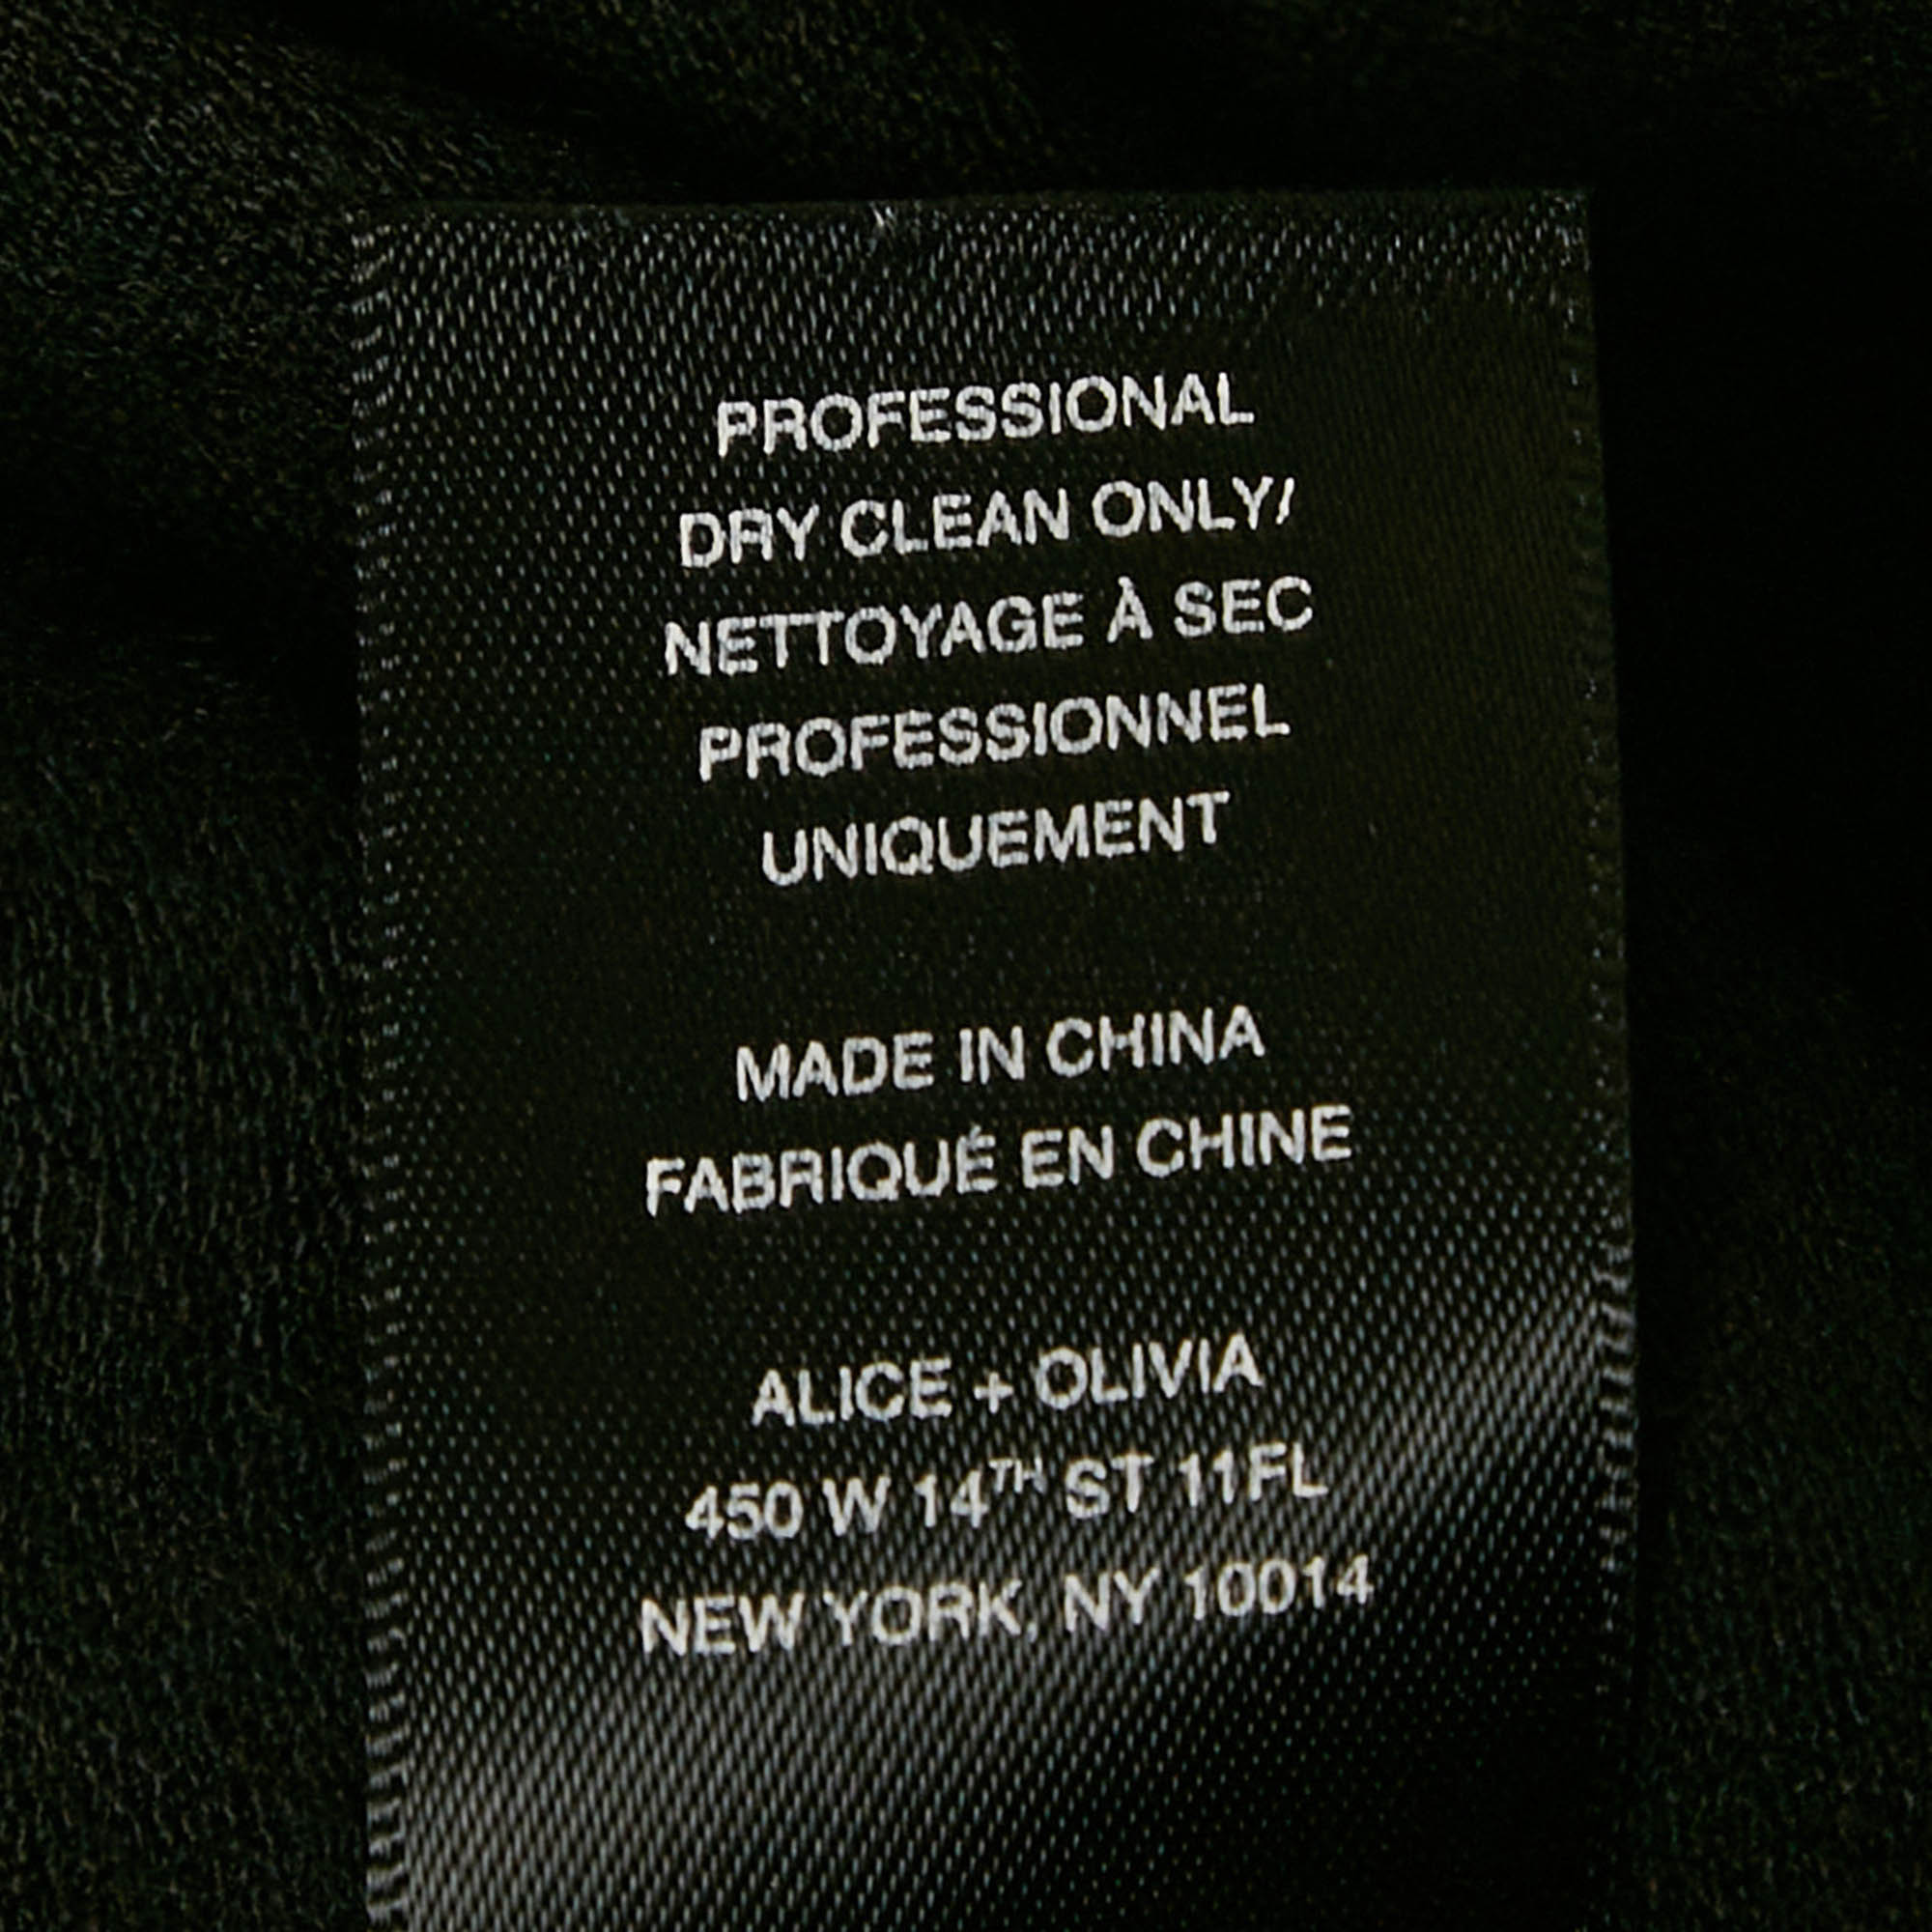 PROFESSIONAL
DRY CLEAN ONLY/
NETTOYAGE À SEC
PROFESSIONNEL
UNIQUEMENT
MADE IN CHINA
FABRIQUÉ EN CHINE
ALICE + OLIVIA
450 W 14TH ST 11FL
NEW YORK, NY 10014